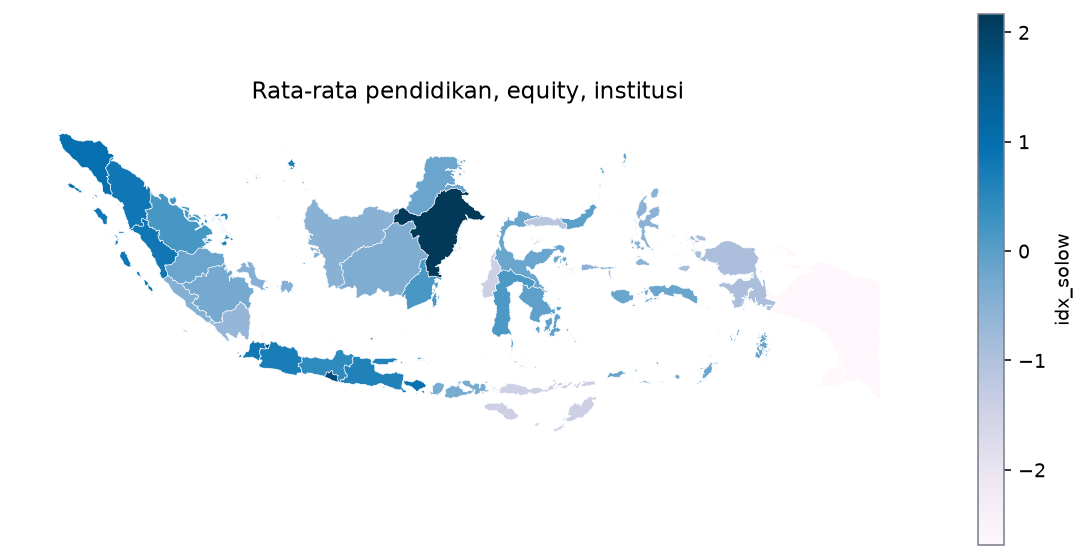 Rata-rata pendidikan, equity, institusi
2
1
0
−1
−2
idx_solow